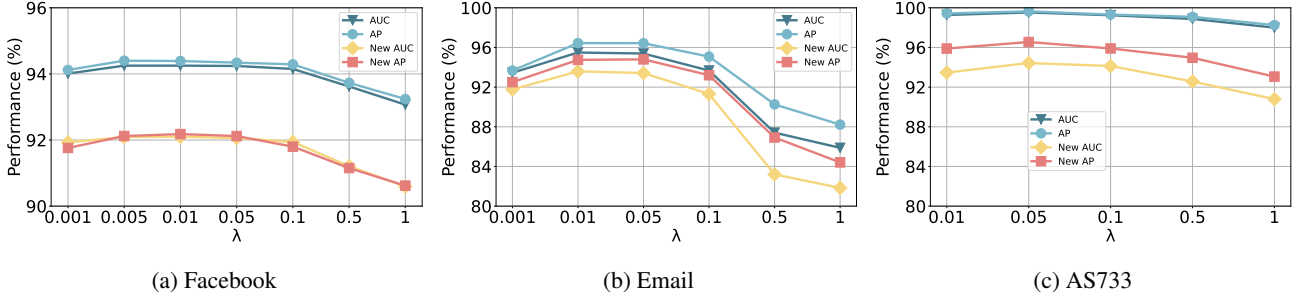 96
94
92
90
Performance (%)
AUC
AP
New AUC
New AP
0.001 0.005 0.01 0.05 0.1 0.5 1
λ
(a) Facebook
100
96
92
88
84
80
Performance (%)
AUC
AP
New AUC
New AP
0.001 0.01 0.05 0.1 0.5 1
λ
(b) Email
100
96
92
88
84
80
Performance (%)
AUC
AP
New AUC
New AP
0.01 0.05 0.1 0.5 1
λ
(c) AS733